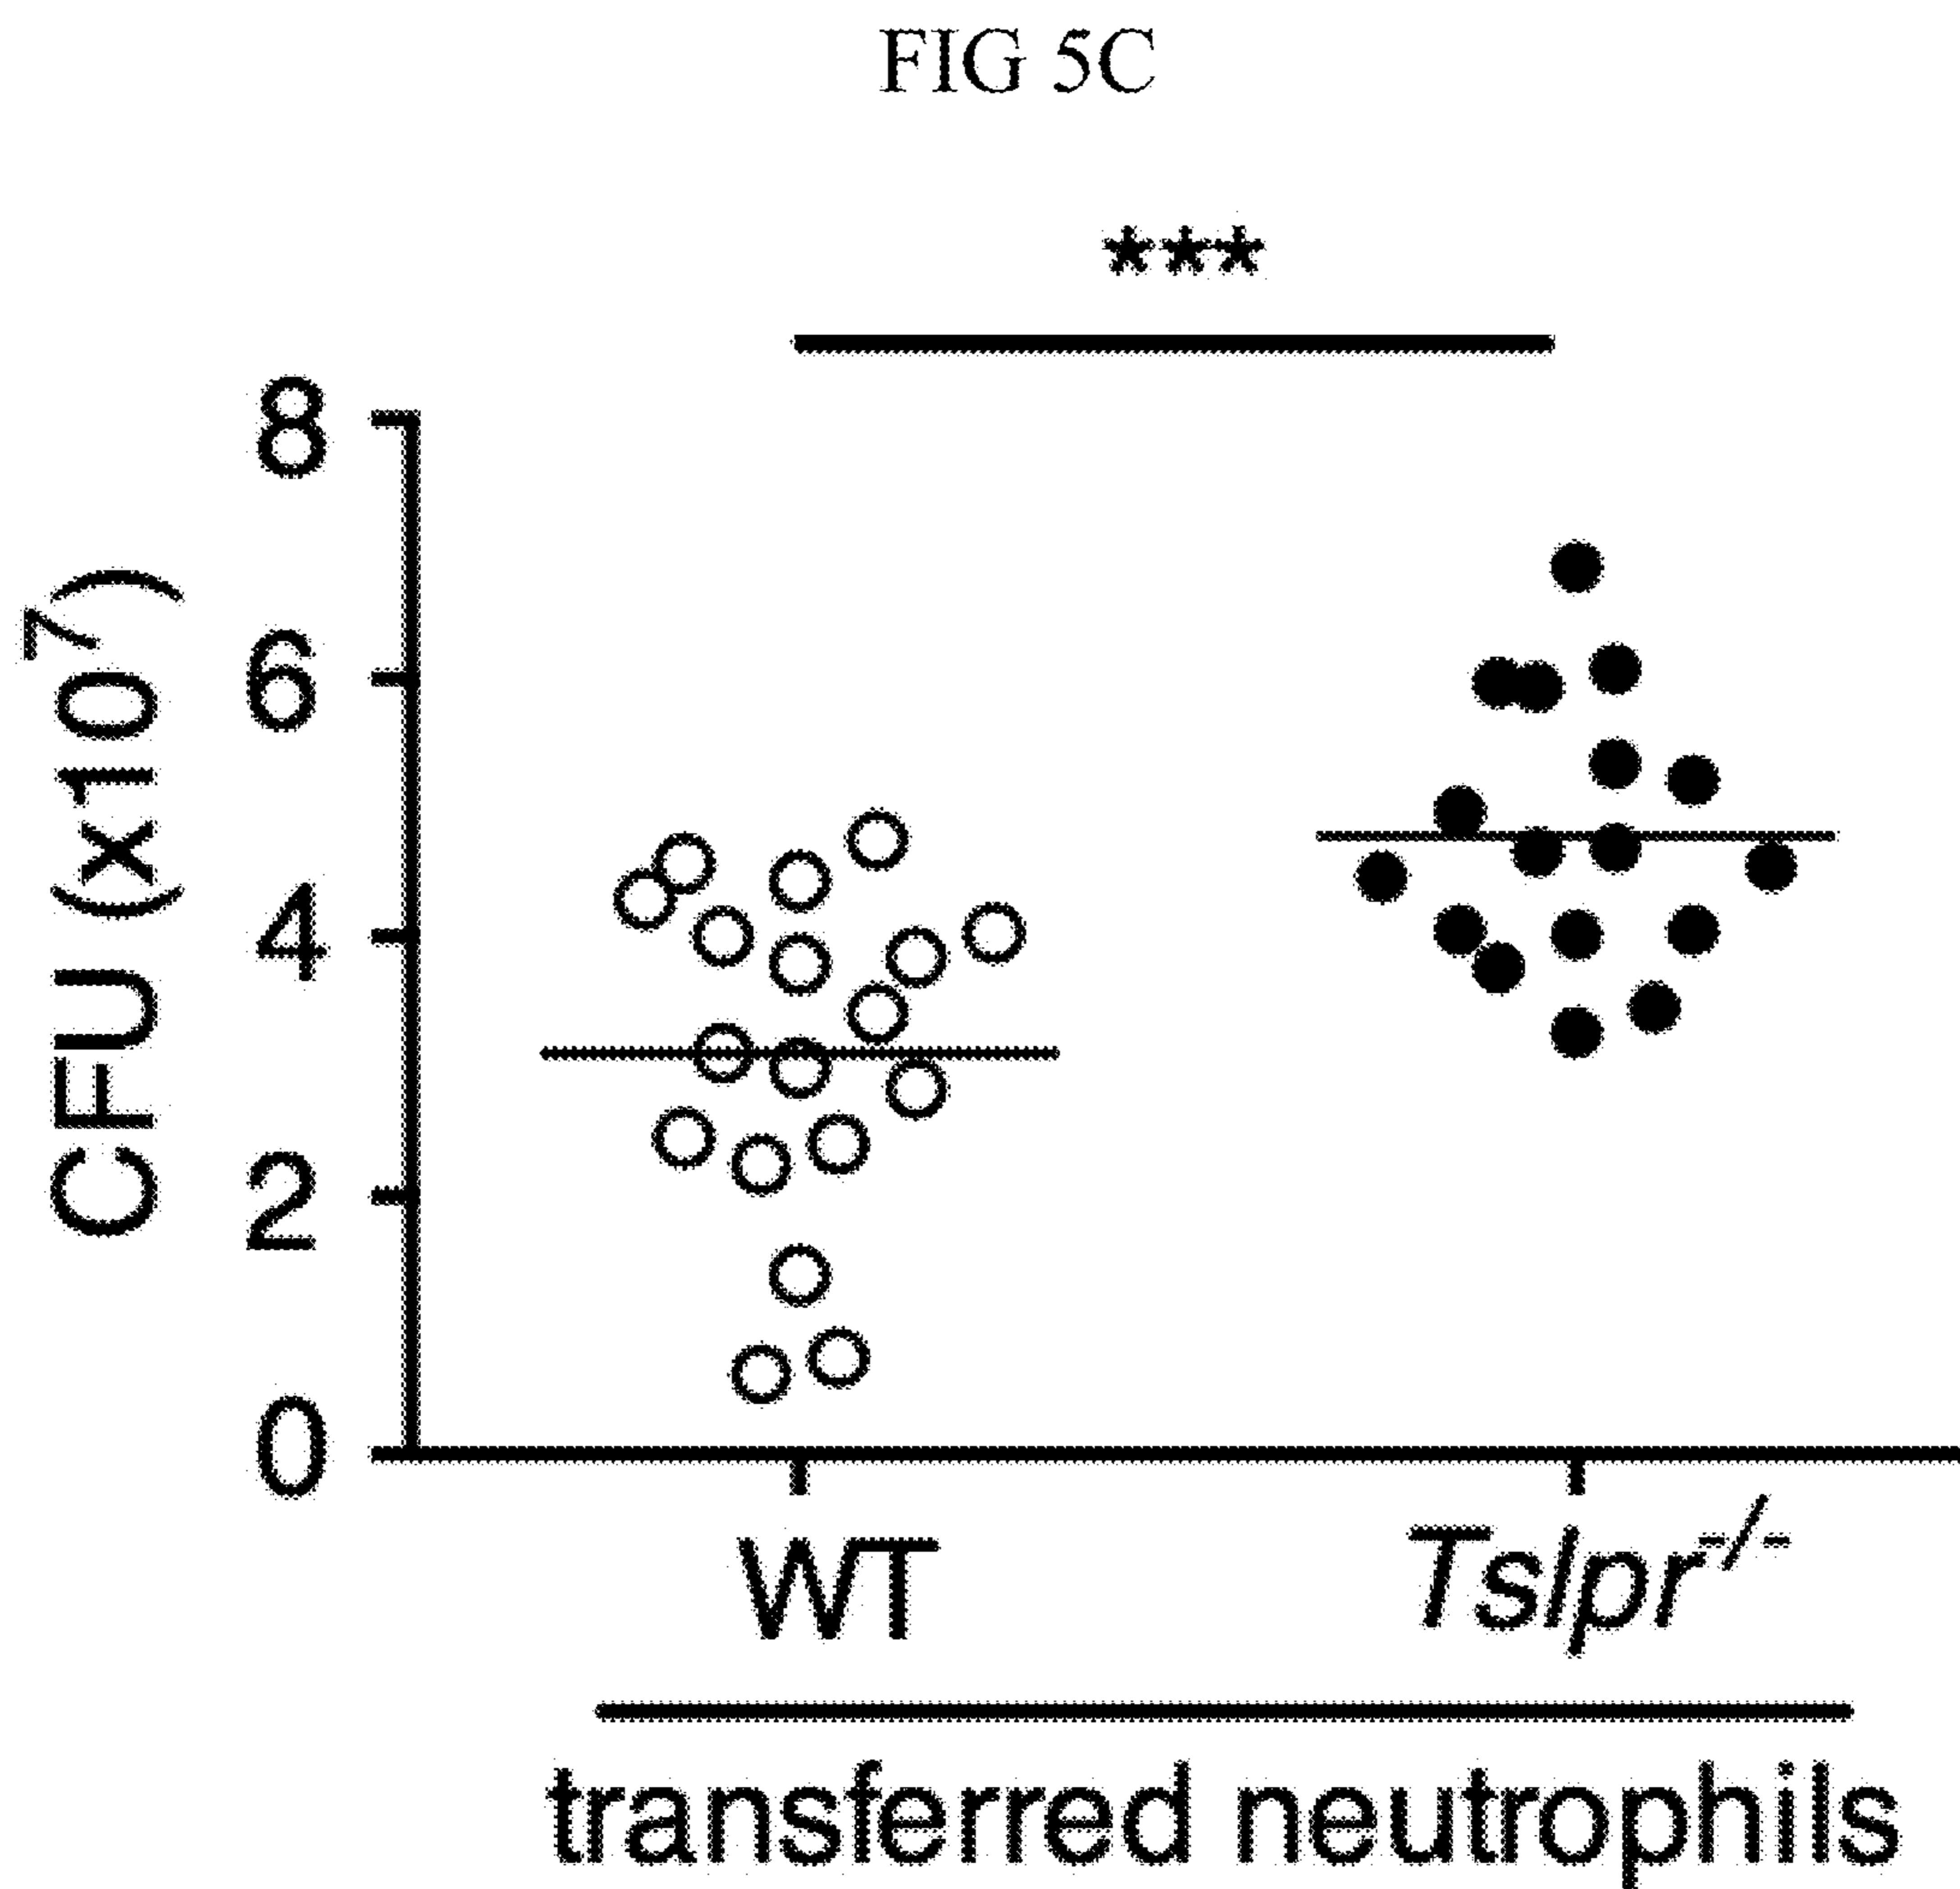 FIG 5C
***
CFU (x10⁷)
8
6
4
2
0
WT
Tslpr⁻/⁻
transferred neutrophils